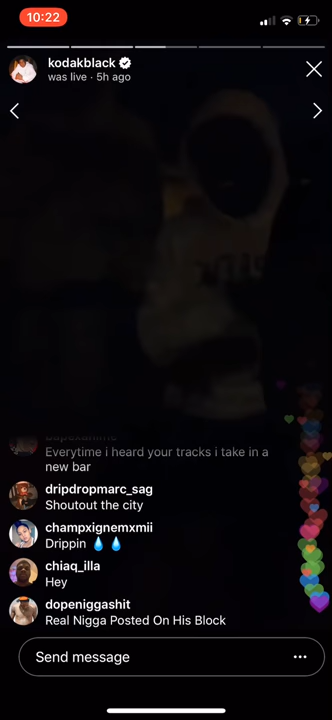 10:22
kodakblack
was live · 5h ago
Everytime i heard your tracks i take in a
new bar
dripdropmarc_sag
Shoutout the city
champxignemxmii
Drippin 💧💧
chiaq_illa
Hey
dopeniggashit
Real Nigga Posted On His Block
Send message